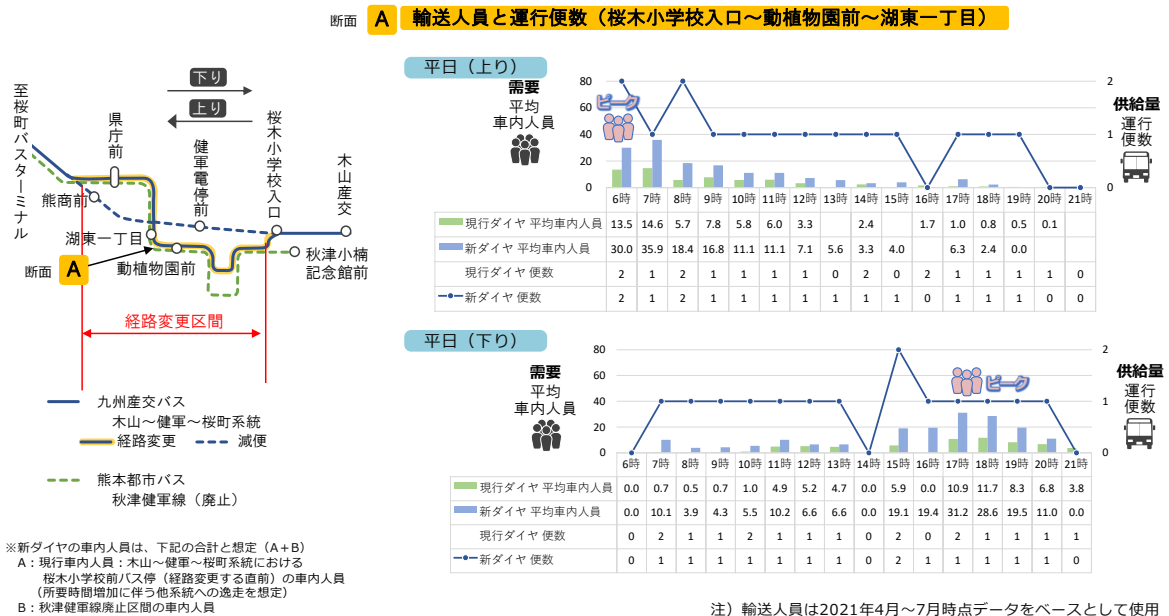 断面 A 輸送人員と運行便数（桜木小学校入口～動植物園前～湖東一丁目）
下り
上り
至桜町バスターミナル
県庁前
健軍電停前
桜木小学校入口
木山産交
熊商前
湖東一丁目
動植物園前
秋津小楠
記念館前
断面 A
経路変更区間
九州産交バス
木山～健軍～桜町系統
経路変更 減便
熊本都市バス
秋津健軍線（廃止）
※新ダイヤの車内人員は、下記の合計と想定（A+B）
A：現行車内人員：木山～健軍～桜町系統における
桜木小学校前バス停（経路変更する直前）の車内人員
（所要時間増加に伴う他系統への逸走を想定）
B：秋津健軍線廃止区間の車内人員
平日（上り）
需要
平均
車内人員
ピーク
供給量
運行
便数
80 2
60
40 1
20
0 0
6時 7時 8時 9時 10時 11時 12時 13時 14時 15時 16時 17時 18時 19時 20時 21時
現行ダイヤ 平均車内人員 13.5 14.6 5.7 7.8 5.8 6.0 3.3 2.4 1.7 1.0 0.8 0.5 0.1
新ダイヤ 平均車内人員 30.0 35.9 18.4 16.8 11.1 11.1 7.1 5.6 3.3 4.0 6.3 2.4 0.0
現行ダイヤ 便数 2 1 2 1 1 1 1 0 2 0 2 1 1 1 1 0
新ダイヤ 便数 2 1 2 1 1 1 1 1 1 1 0 1 1 1 0 0
平日（下り）
需要
平均
車内人員
ピーク
供給量
運行
便数
80 2
60
40 1
20
0 0
6時 7時 8時 9時 10時 11時 12時 13時 14時 15時 16時 17時 18時 19時 20時 21時
現行ダイヤ 平均車内人員 0.0 0.7 0.5 0.7 1.0 4.9 5.2 4.7 0.0 5.9 0.0 10.9 11.7 8.3 6.8 3.8
新ダイヤ 平均車内人員 0.0 10.1 3.9 4.3 5.5 10.2 6.6 6.6 0.0 19.1 19.4 31.2 28.6 19.5 11.0 0.0
現行ダイヤ 便数 0 2 1 1 2 1 1 1 0 2 0 2 1 1 1 1
新ダイヤ 便数 0 1 1 1 1 1 1 1 0 2 1 1 1 1 1 0
注）輸送人員は2021年4月～7月時点データをベースとして使用